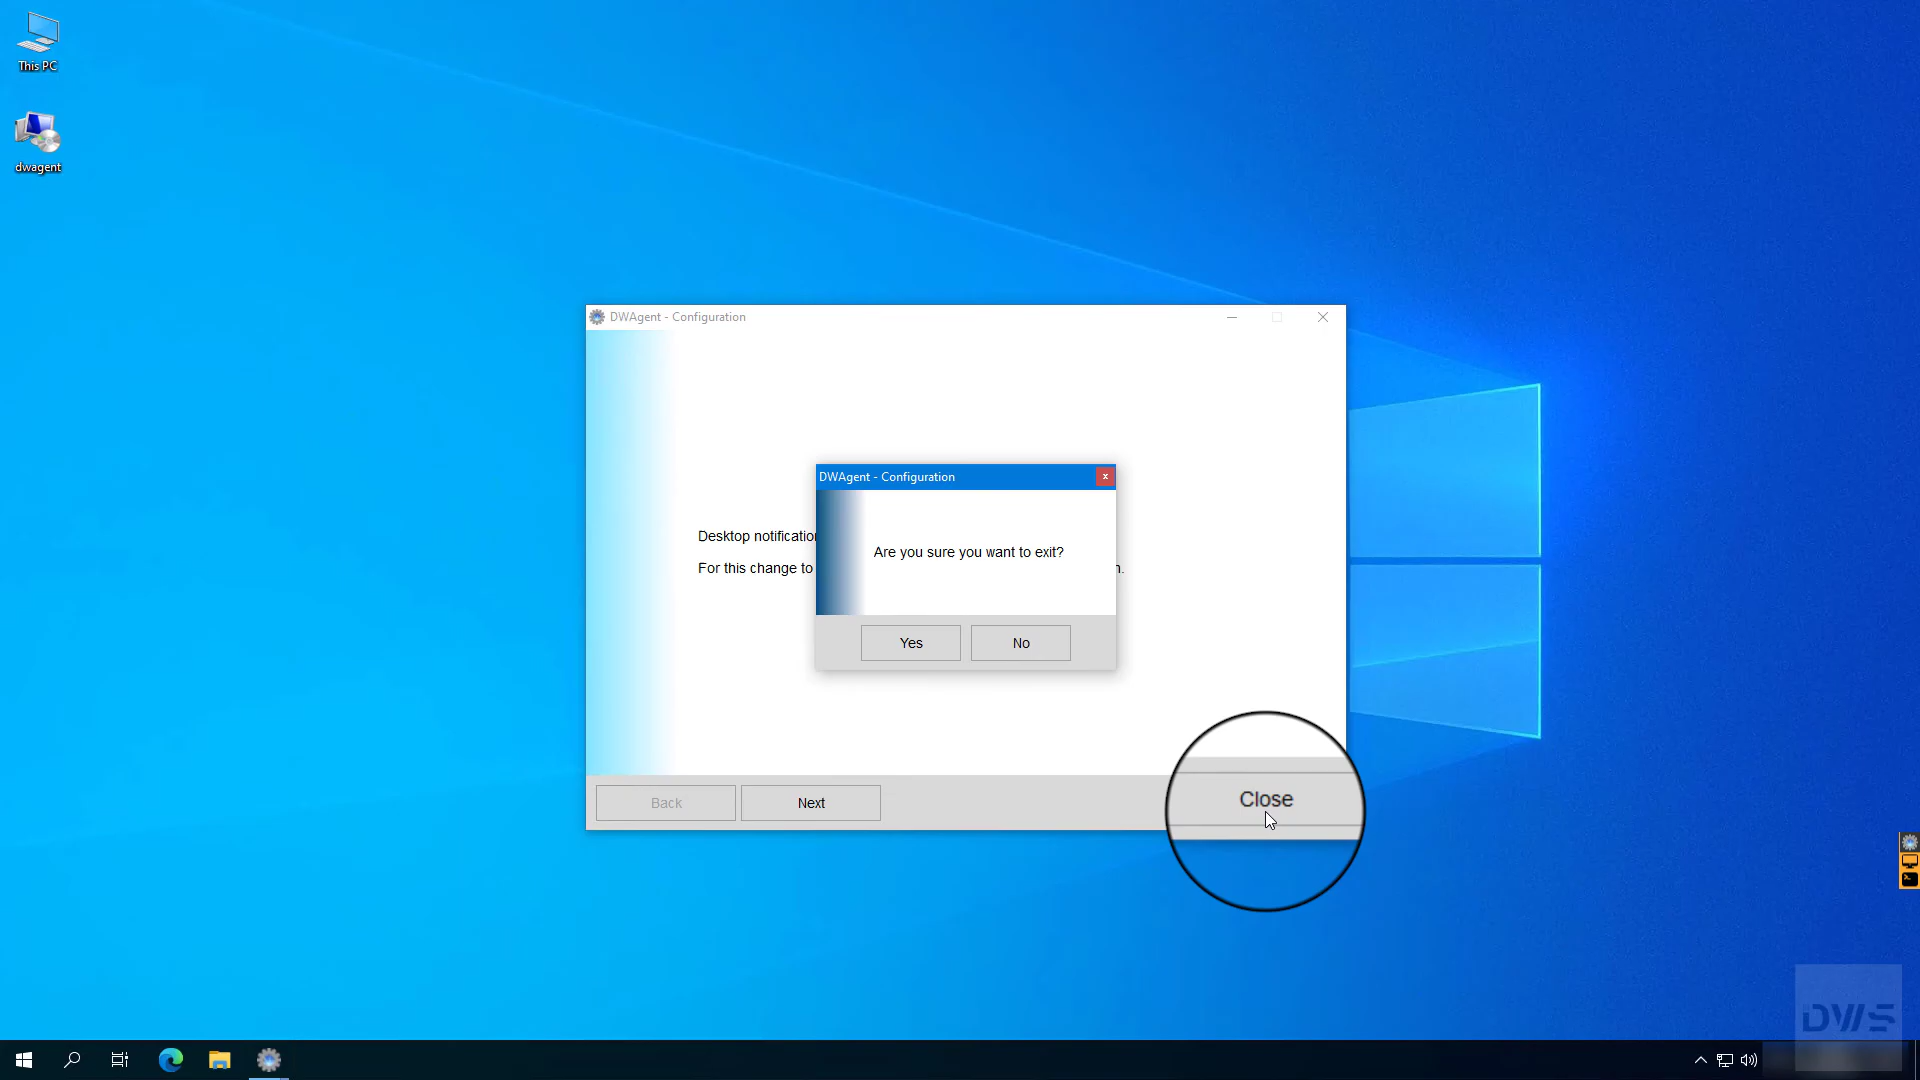 This PC
dwagent
DWAgent - Configuration
DWAgent - Configuration
Desktop notificatio
Are you sure you want to exit?
For this change to
n.
Yes
No
Back
Next
Close
DWS